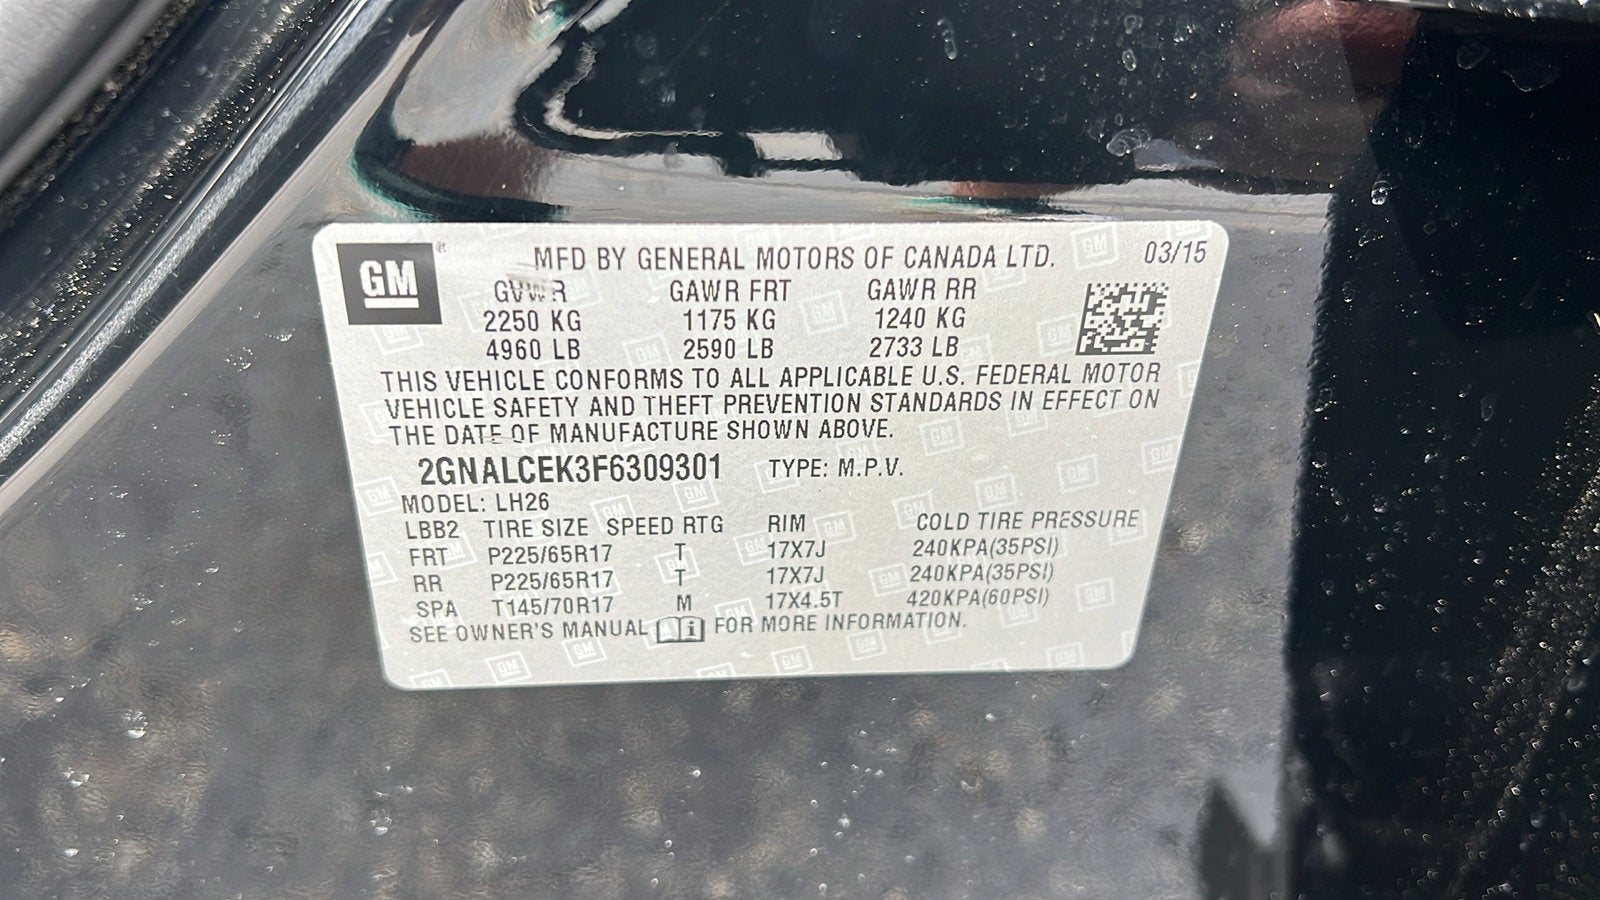 GM ® MFD BY GENERAL MOTORS OF CANADA LTD. 03/15
GVWR GAWR FRT GAWR RR
2250 KG 1175 KG 1240 KG
4960 LB 2590 LB 2733 LB
THIS VEHICLE CONFORMS TO ALL APPLICABLE U.S. FEDERAL MOTOR
VEHICLE SAFETY AND THEFT PREVENTION STANDARDS IN EFFECT ON
THE DATE OF MANUFACTURE SHOWN ABOVE.
2GNALCEK3F6309301 TYPE: M.P.V.
MODEL: LH26
LBB2 TIRE SIZE SPEED RTG RIM COLD TIRE PRESSURE
FRT P225/65R17 T 17X7J 240KPA(35PSI)
RR P225/65R17 T 17X7J 240KPA(35PSI)
SPA T145/70R17 M 17X4.5T 420KPA(60PSI)
SEE OWNER'S MANUAL i FOR MORE INFORMATION.